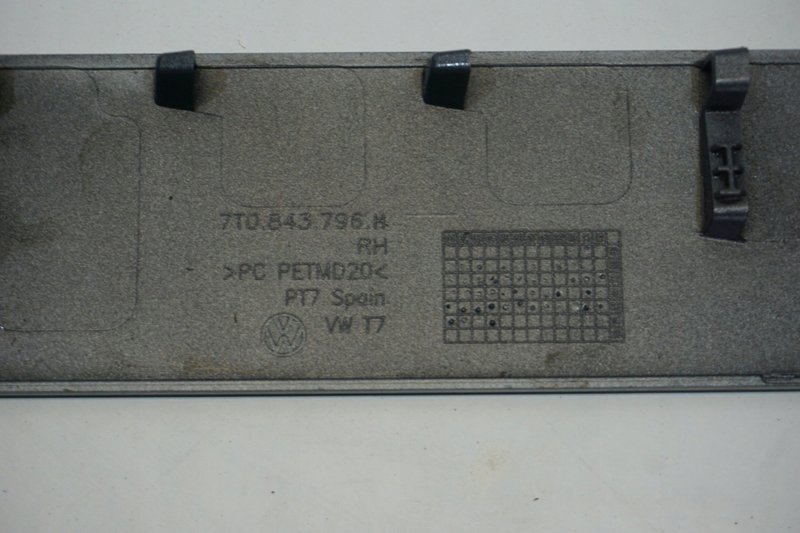 7T0.843.796.M
RH
>PC PETMD20<
PT7 Spain
VW T7